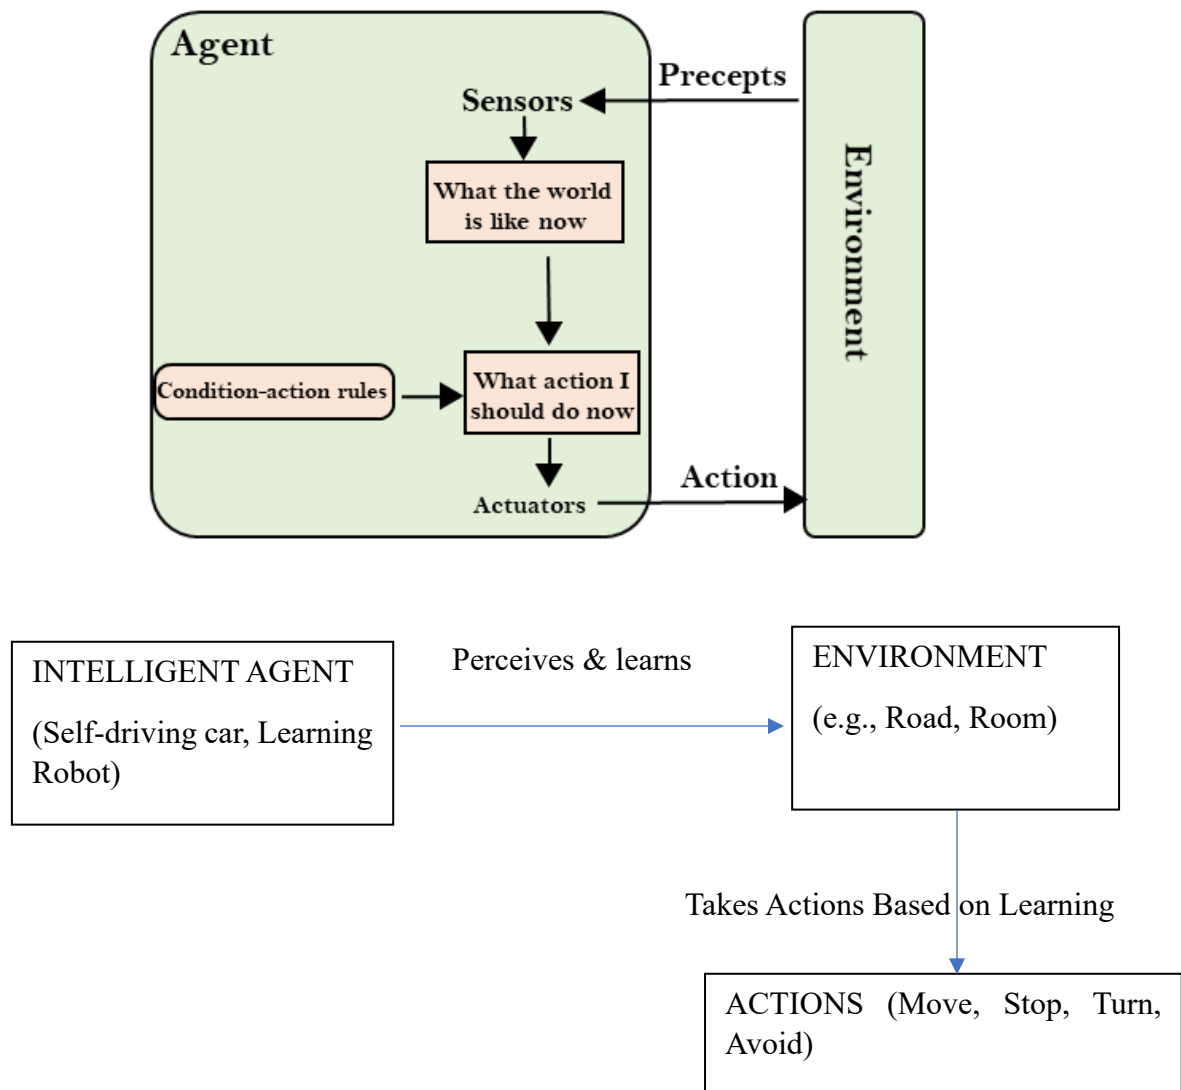 Agent
Precepts
Sensors
What the world
is like now
Environment
Condition-action rules
What action I
should do now
Action
Actuators
INTELLIGENT AGENT
(Self-driving car, Learning
Robot)
Perceives & learns
ENVIRONMENT
(e.g., Road, Room)
Takes Actions Based on Learning
ACTIONS (Move, Stop, Turn,
Avoid)